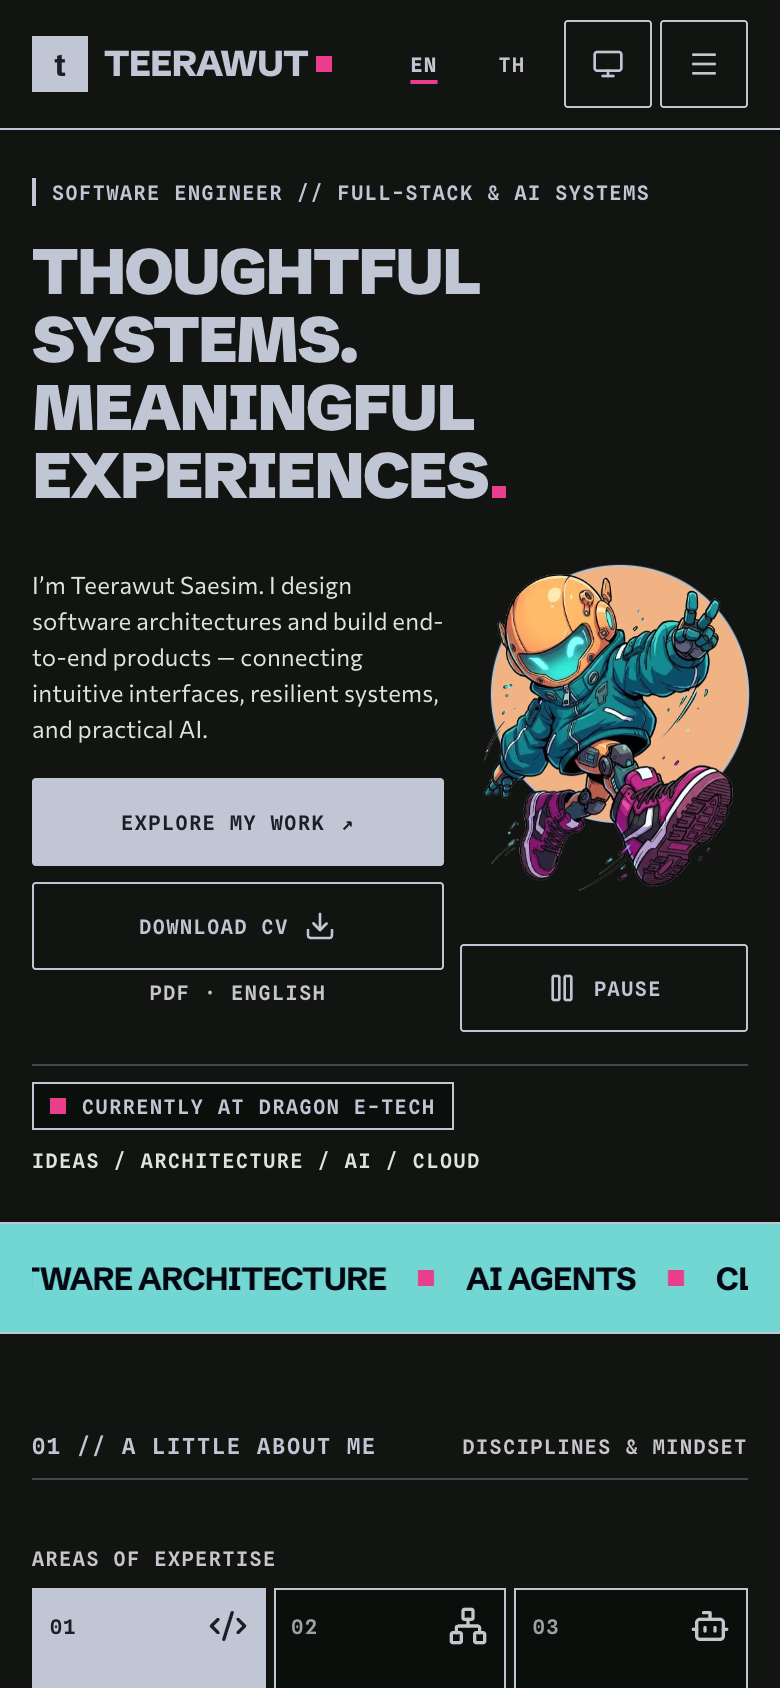 t TEERAWUT EN TH
SOFTWARE ENGINEER // FULL-STACK & AI SYSTEMS
THOUGHTFUL
SYSTEMS.
MEANINGFUL
EXPERIENCES.
I’m Teerawut Saesim. I design
software architectures and build end-
to-end products — connecting
intuitive interfaces, resilient systems,
and practical AI.
EXPLORE MY WORK ↗
DOWNLOAD CV
PDF · ENGLISH
PAUSE
CURRENTLY AT DRAGON E-TECH
IDEAS / ARCHITECTURE / AI / CLOUD
TWARE ARCHITECTURE AI AGENTS
01 // A LITTLE ABOUT ME DISCIPLINES & MINDSET
AREAS OF EXPERTISE
01 02 03